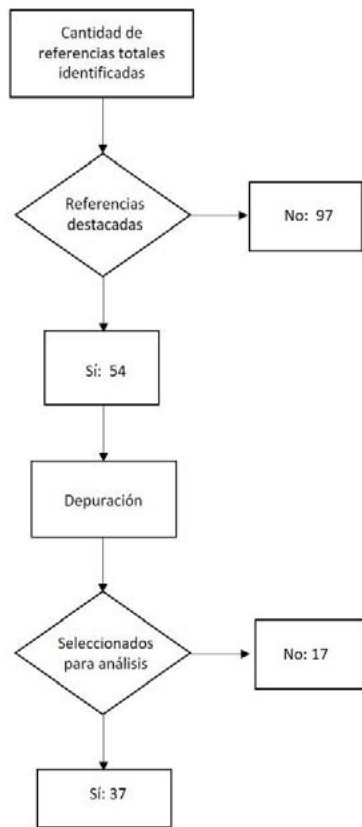 Cantidad de
referencias totales
identificadas
Referencias
destacadas
No: 97
Sí: 54
Depuración
Seleccionados
para análisis
No: 17
Sí: 37